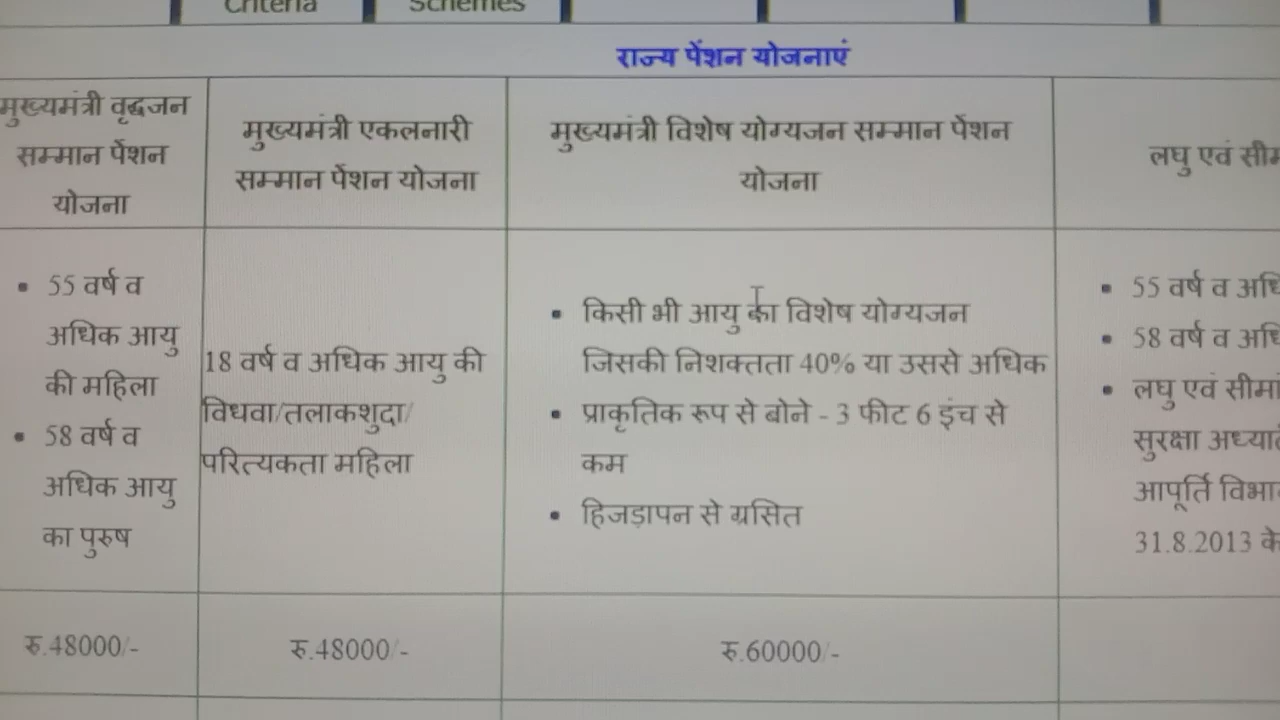 Criteria
Schemes
राज्य पेंशन योजनाएं
मुख्यमंत्री वृद्धजन
सम्मान पेंशन
योजना
मुख्यमंत्री एकलनारी
सम्मान पेंशन योजना
मुख्यमंत्री विशेष योग्यजन सम्मान पेंशन
योजना
लघु एवं
55 वर्ष व
अधिक आयु
की महिला
58 वर्ष व
अधिक आयु
का पुरुष
18 वर्ष व अधिक आयु की
विधवा/तलाकशुदा/
परित्यकता महिला
किसी भी आयु का विशेष योग्यजन
जिसकी निशक्तता 40% या उससे अधिक
प्राकृतिक रूप से बोने - 3 फीट 6 इंच से
कम
हिजड़ापन से ग्रसित
55 वर्ष व
58 वर्ष व
लघु एवं
सुरक्षा
आपूर्ति
31.8.2013 के
रु.48000/-
रु.48000/-
रु.60000/-